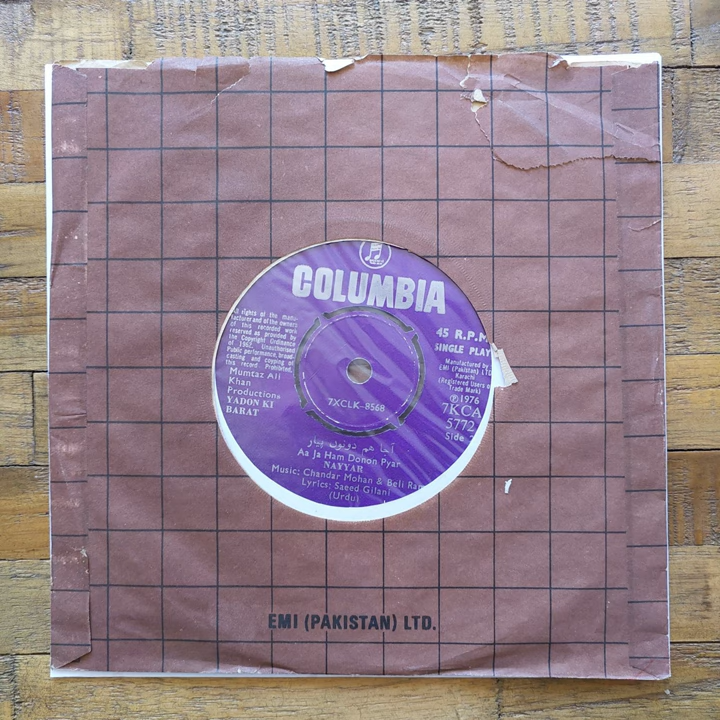 COLUMBIA
All rights of the manu-
facturer and of the owners
of this recorded work
reserved as provided by
the Copyright Ordinance
of 1962. Unauthorised
Public performance, broad-
casting and copying of
this record Prohibited.
Mumtaz Ali
Khan
Productions
YADON KI
BARAT
45 R.P.M
SINGLE PLAY
Manufactured by
EMI (Pakistan) LTD
Karachi
(Registered Users of
Trade Mark)
Ⓟ1976
7KCA
5772
Side
7XCLK-8568
آجا هم دونوں پیار
Aa Ja Ham Donon Pyar
NAYYAR
Music: Chandar Mohan & Beli Ram
Lyrics: Saeed Gilani
(Urdu)
EMI (PAKISTAN) LTD.